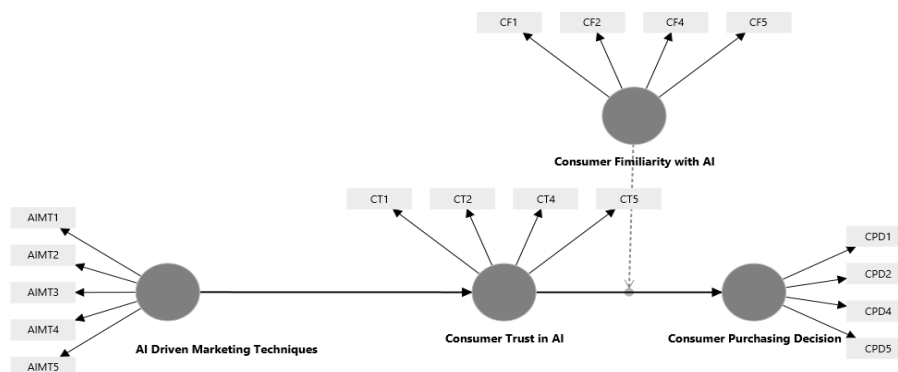 CF1
CF2
CF4
CF5
Consumer Fimiliarity with AI
CT1
CT2
CT4
CT5
AIMT1
AIMT2
AIMT3
AIMT4
AIMT5
AI Driven Marketing Techniques
Consumer Trust in AI
Consumer Purchasing Decision
CPD1
CPD2
CPD4
CPD5